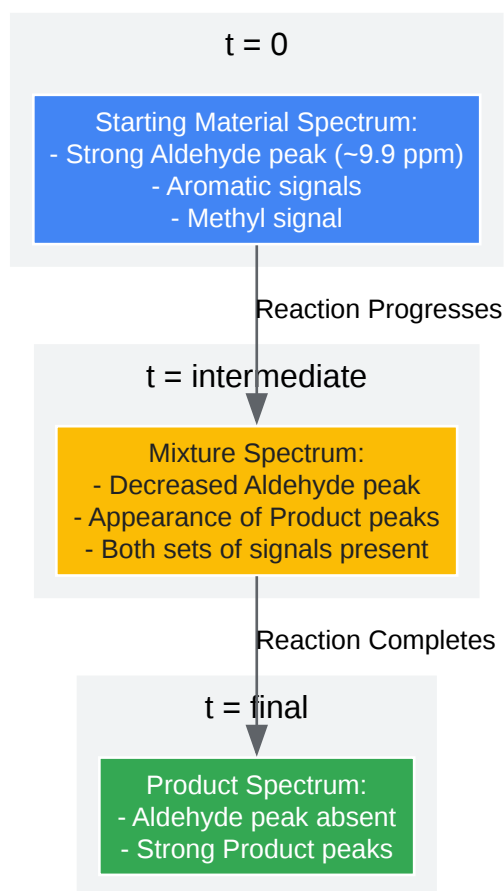 t = 0
Starting Material Spectrum:
- Strong Aldehyde peak (~9.9 ppm)
- Aromatic signals
- Methyl signal
Reaction Progresses
t = intermediate
Mixture Spectrum:
- Decreased Aldehyde peak
- Appearance of Product peaks
- Both sets of signals present
Reaction Completes
t = final
Product Spectrum:
- Aldehyde peak absent
- Strong Product peaks